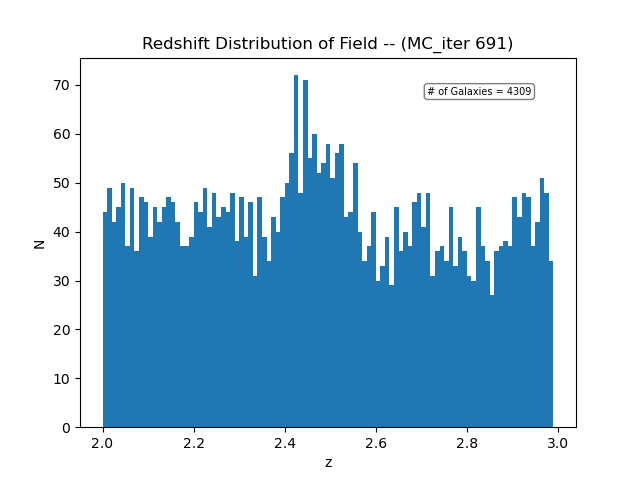 Redshift Distribution of Field -- (MC_iter 691)
# of Galaxies = 4309
70
60
50
40
30
20
10
0
N
2.0 2.2 2.4 2.6 2.8 3.0
z